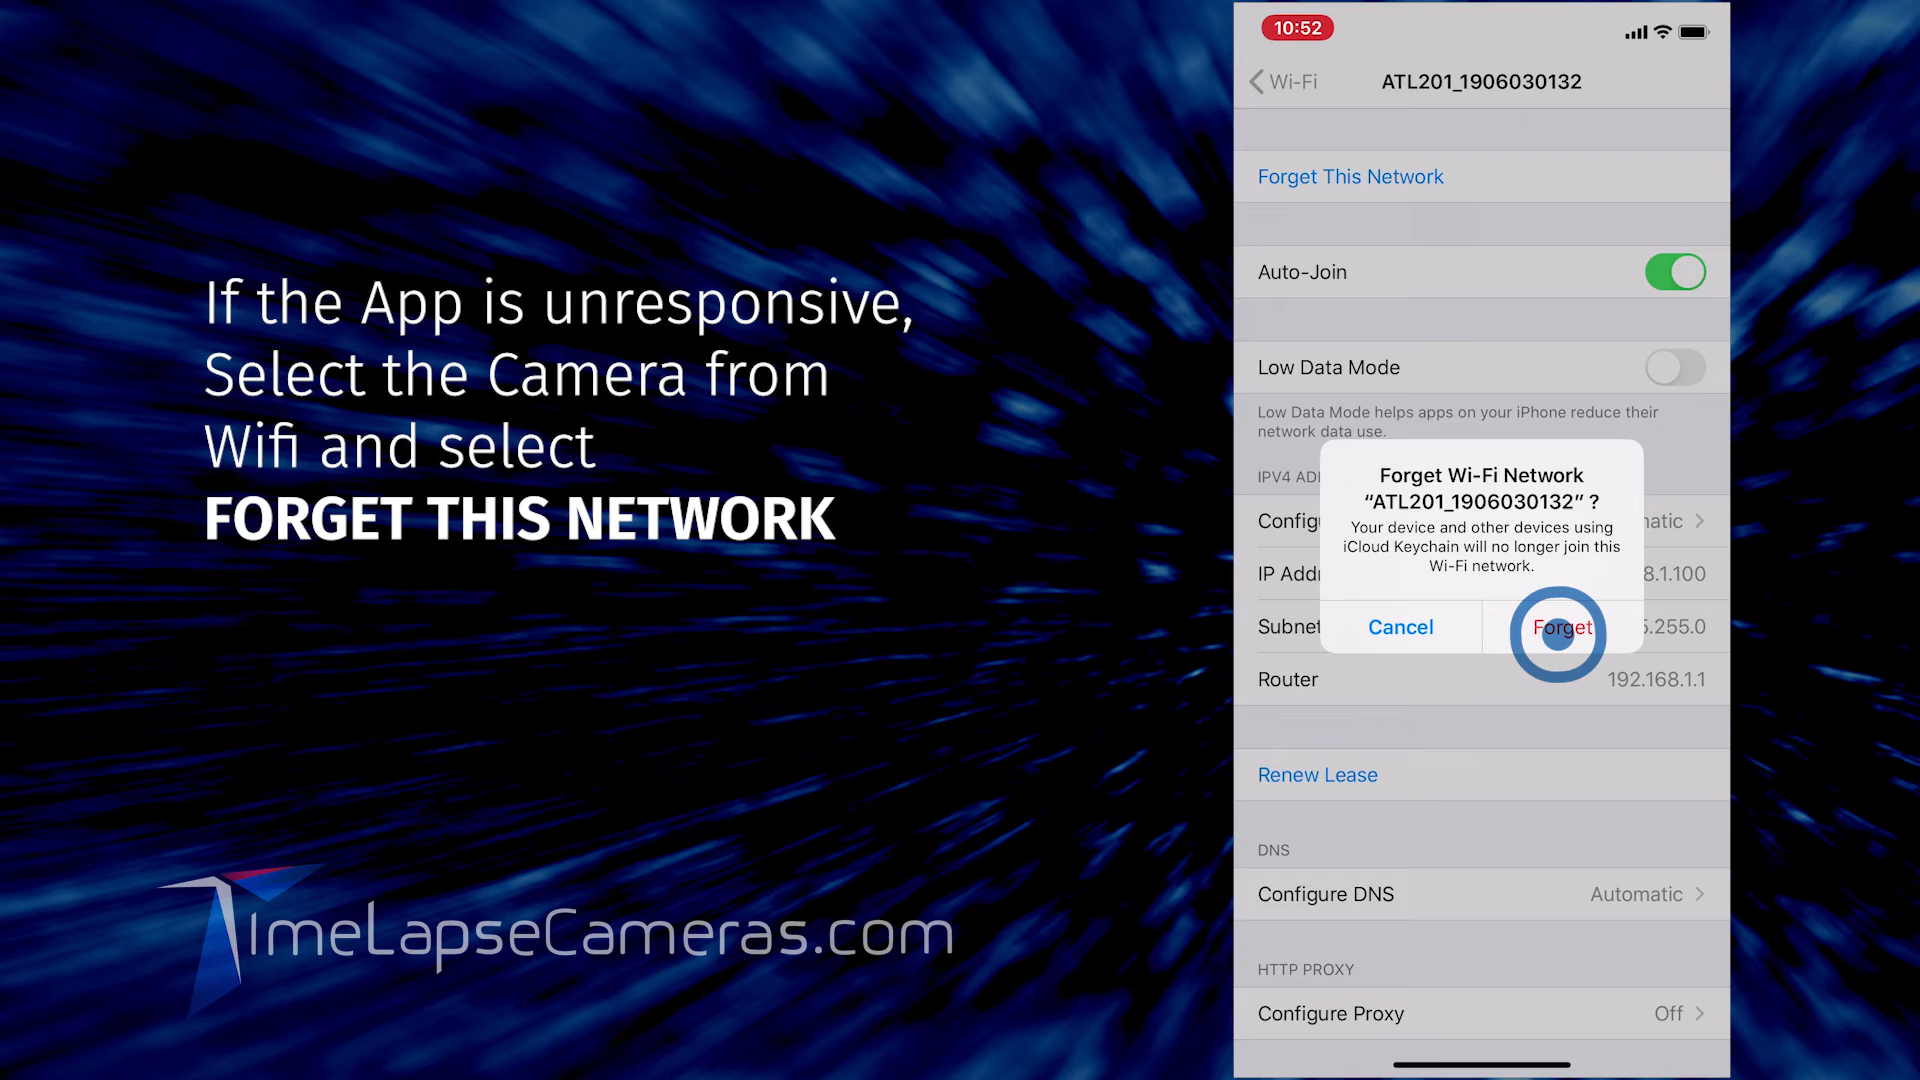 If the App is unresponsive,
Select the Camera from
Wifi and select
FORGET THIS NETWORK
TimeLapseCameras.com
10:52
Wi-Fi
ATL201_1906030132
Forget This Network
Auto-Join
Low Data Mode
Low Data Mode helps apps on your iPhone reduce their
network data use.
IPV4 AD
Forget Wi-Fi Network
“ATL201_1906030132” ?
Your device and other devices using
iCloud Keychain will no longer join this
Wi-Fi network.
Cancel Forget
Router 192.168.1.1
Renew Lease
DNS
Configure DNS Automatic
HTTP PROXY
Configure Proxy Off